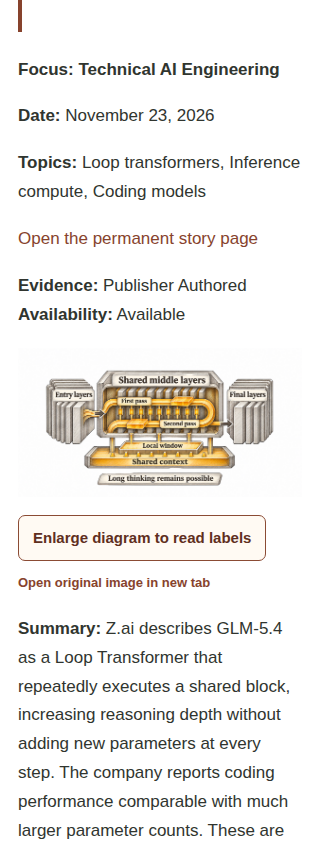 Focus: Technical AI Engineering
Date: November 23, 2026
Topics: Loop transformers, Inference
compute, Coding models
Open the permanent story page
Evidence: Publisher Authored
Availability: Available
Shared middle layers
Entry layers
Final layers
First pass
Second pass
Local window
Shared context
Long thinking remains possible
Enlarge diagram to read labels
Open original image in new tab
Summary: Z.ai describes GLM-5.4
as a Loop Transformer that
repeatedly executes a shared block,
increasing reasoning depth without
adding new parameters at every
step. The company reports coding
performance comparable with much
larger parameter counts. These are